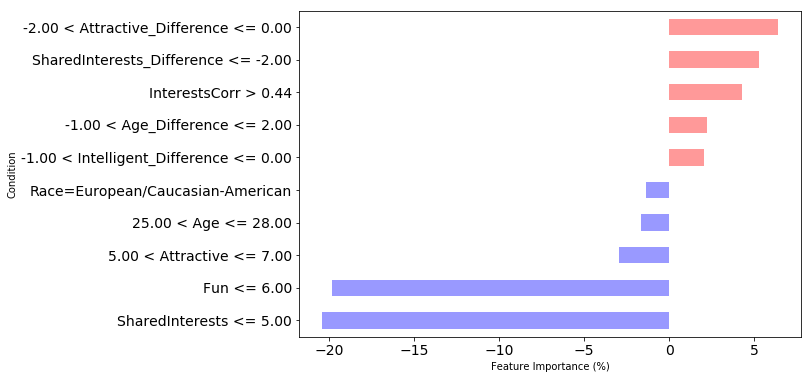 -2.00 < Attractive_Difference <= 0.00
SharedInterests_Difference <= -2.00
InterestsCorr > 0.44
-1.00 < Age_Difference <= 2.00
-1.00 < Intelligent_Difference <= 0.00
Race=European/Caucasian-American
25.00 < Age <= 28.00
5.00 < Attractive <= 7.00
Fun <= 6.00
SharedInterests <= 5.00
Condition
−20 −15 −10 −5 0 5
Feature Importance (%)